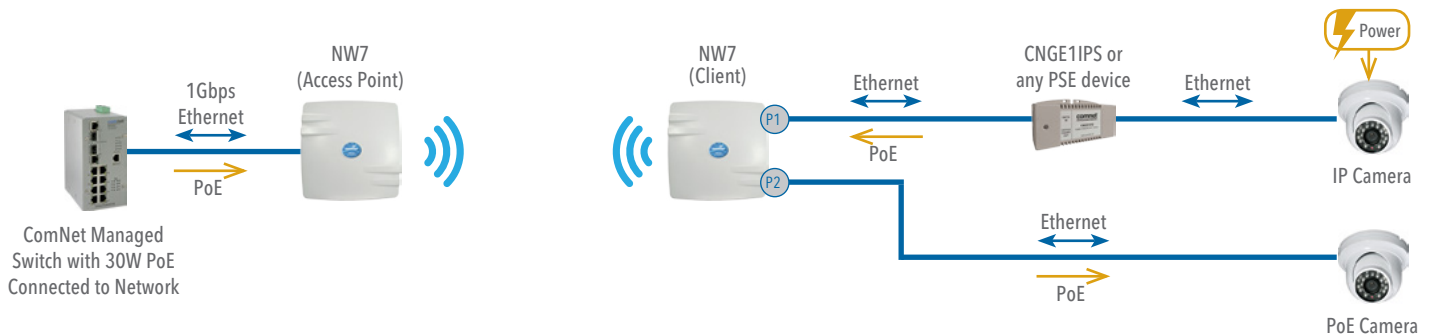 1Gbps
Ethernet
PoE
ComNet Managed
Switch with 30W PoE
Connected to Network
NW7
(Access Point)
NW7
(Client)
P1
P2
Ethernet
PoE
CNGE1IPS or
any PSE device
comnet
Ethernet
Power
IP Camera
Ethernet
PoE
PoE Camera